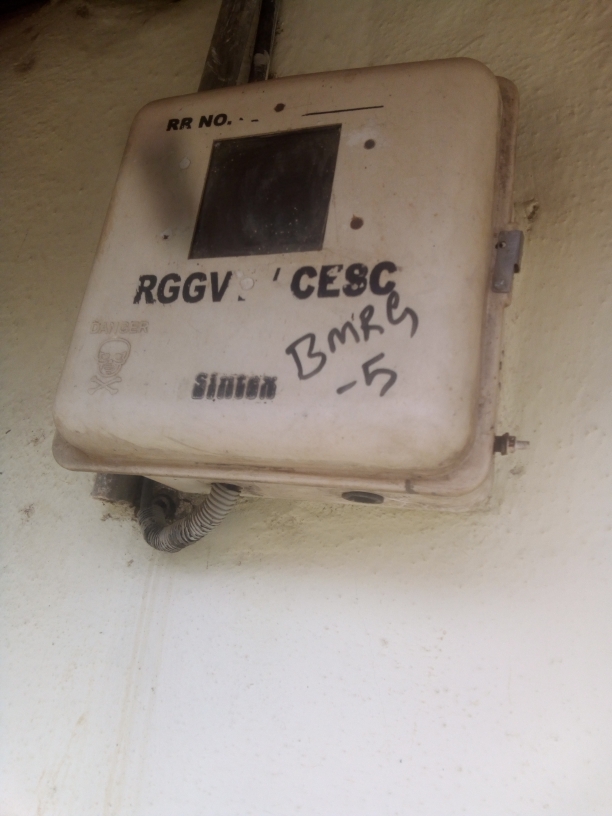 RR NO.
RGGV CESC
BMRG
-5
DANGER
Sintex